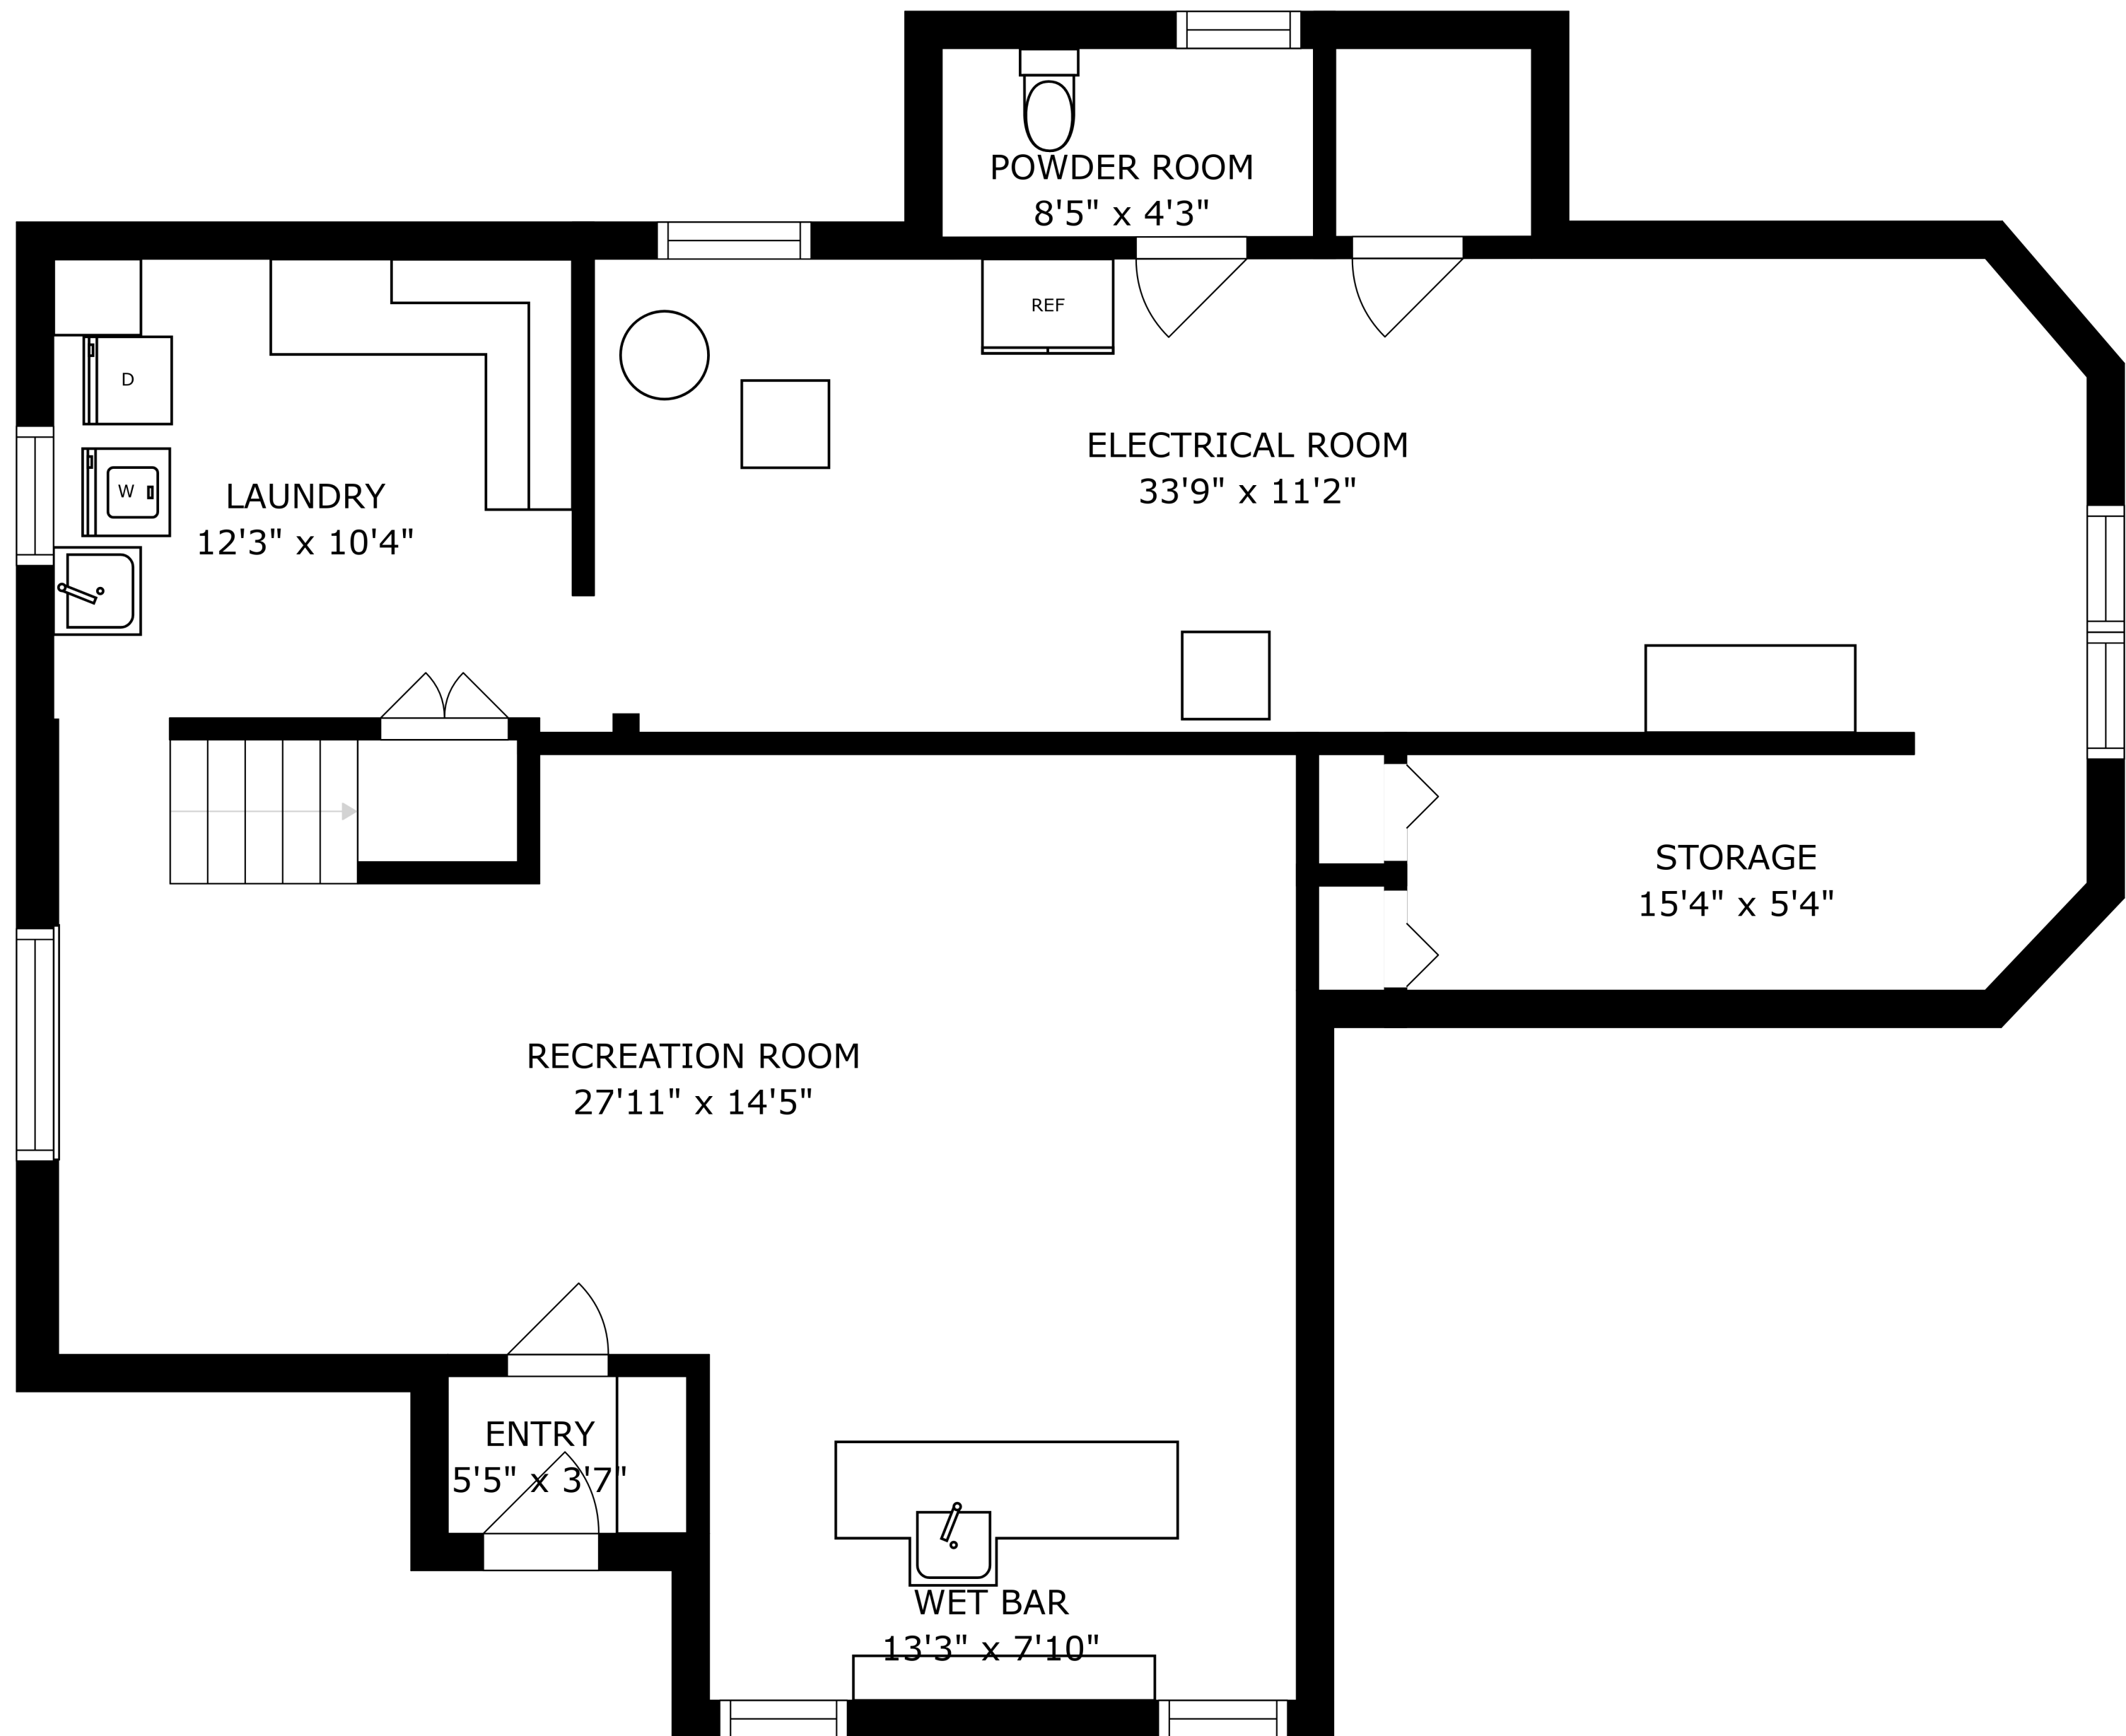 POWDER ROOM
8'5" x 4'3"
REF
D
ELECTRICAL ROOM
33'9" x 11'2"
W
LAUNDRY
12'3" x 10'4"
STORAGE
15'4" x 5'4"
RECREATION ROOM
27'11" x 14'5"
ENTRY
5'5" x 3'7"
WET BAR
13'3" x 7'10"